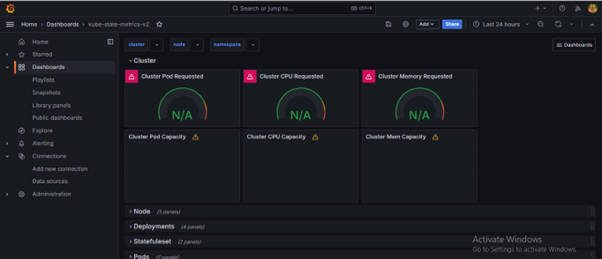 Search or jump to... ctrl+k
Home > Dashboards > kube-state-metrics-v2
Add
Share
Last 24 hours
Home
Starred
Dashboards
Playlists
Snapshots
Library panels
Public dashboards
Explore
Alerting
Connections
Add new connection
Data sources
Administration
cluster node namespace
Dashboards
Cluster
Cluster Pod Requested
N/A
Cluster CPU Requested
N/A
Cluster Memory Requested
N/A
Cluster Pod Capacity
Cluster CPU Capacity
Cluster Mem Capacity
Node (5 panels)
Deployments (4 panels)
Statefulset (2 panels)
Pods (7 panels)
Activate Windows
Go to Settings to activate Windows.